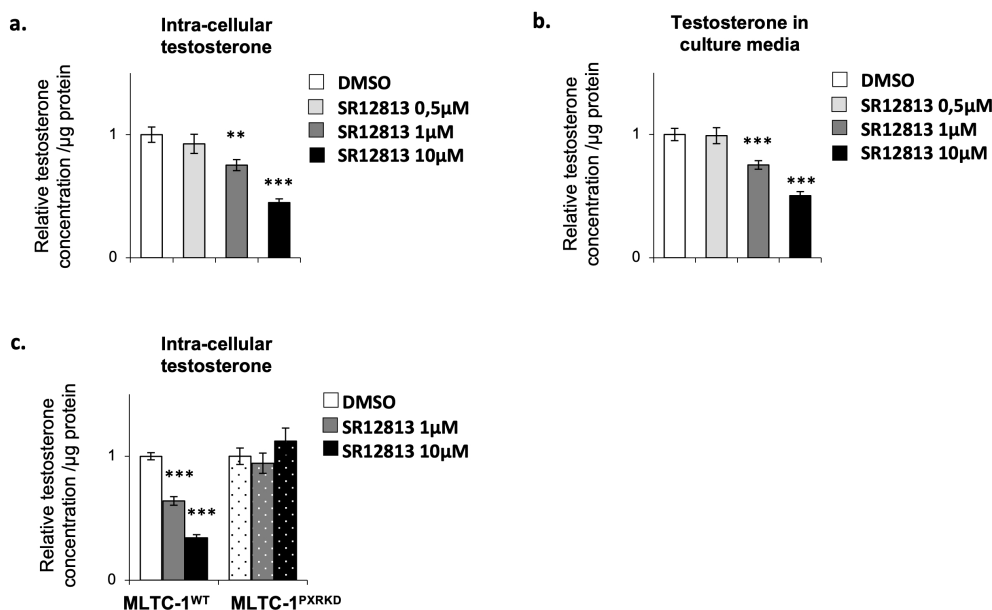 a.
Intra-cellular
testosterone
Relative testosterone
concentration /µg protein
1
0
**
***
DMSO
SR12813 0,5µM
SR12813 1µM
SR12813 10µM
b.
Testosterone in
culture media
Relative testosterone
concentration /µg protein
1
0
***
***
DMSO
SR12813 0,5µM
SR12813 1µM
SR12813 10µM
c.
Intra-cellular
testosterone
Relative testosterone
concentration /µg protein
1
0
***
***
DMSO
SR12813 1µM
SR12813 10µM
MLTC-1ᵂᵀ MLTC-1ᴾˣᴿᴷᴰ